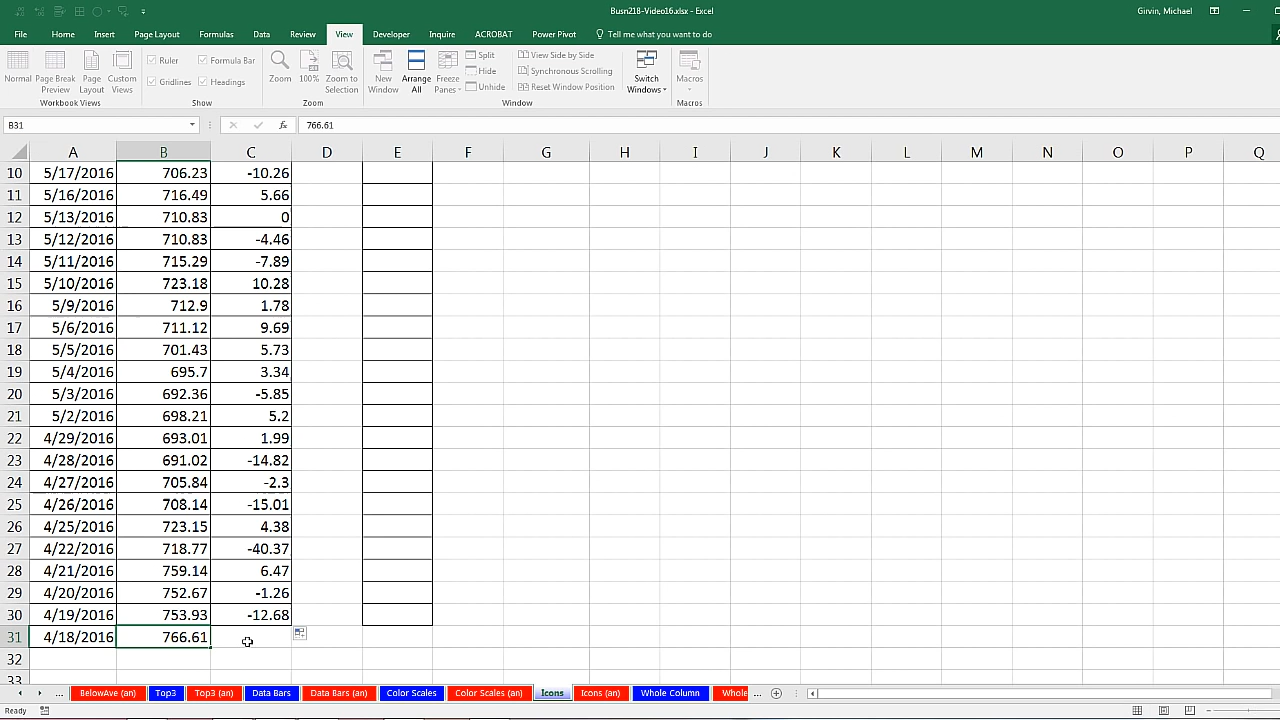 Busn218-Video16.xlsx - Excel
Girvin, Michael
File Home Insert Page Layout Formulas Data Review View Developer Inquire ACROBAT Power Pivot Tell me what you want to do
Normal Page Break Preview Page Layout Custom Views
Workbook Views
Ruler Formula Bar
Gridlines Headings
Show
Zoom 100% Zoom to Selection
Zoom
New Window Arrange All Freeze Panes
Split View Side by Side
Hide Synchronous Scrolling
Unhide Reset Window Position
Switch Windows
Window
Macros
Macros
B31 fx 766.61
A B C D E F G H I J K L M N O P Q
10 5/17/2016 706.23 -10.26
11 5/16/2016 716.49 5.66
12 5/13/2016 710.83 0
13 5/12/2016 710.83 -4.46
14 5/11/2016 715.29 -7.89
15 5/10/2016 723.18 10.28
16 5/9/2016 712.9 1.78
17 5/6/2016 711.12 9.69
18 5/5/2016 701.43 5.73
19 5/4/2016 695.7 3.34
20 5/3/2016 692.36 -5.85
21 5/2/2016 698.21 5.2
22 4/29/2016 693.01 1.99
23 4/28/2016 691.02 -14.82
24 4/27/2016 705.84 -2.3
25 4/26/2016 708.14 -15.01
26 4/25/2016 723.15 4.38
27 4/22/2016 718.77 -40.37
28 4/21/2016 759.14 6.47
29 4/20/2016 752.67 -1.26
30 4/19/2016 753.93 -12.68
31 4/18/2016 766.61
32
33
... BelowAve (an) Top3 Top3 (an) Data Bars Data Bars (an) Color Scales Color Scales (an) Icons Icons (an) Whole Column Whole ...
Ready